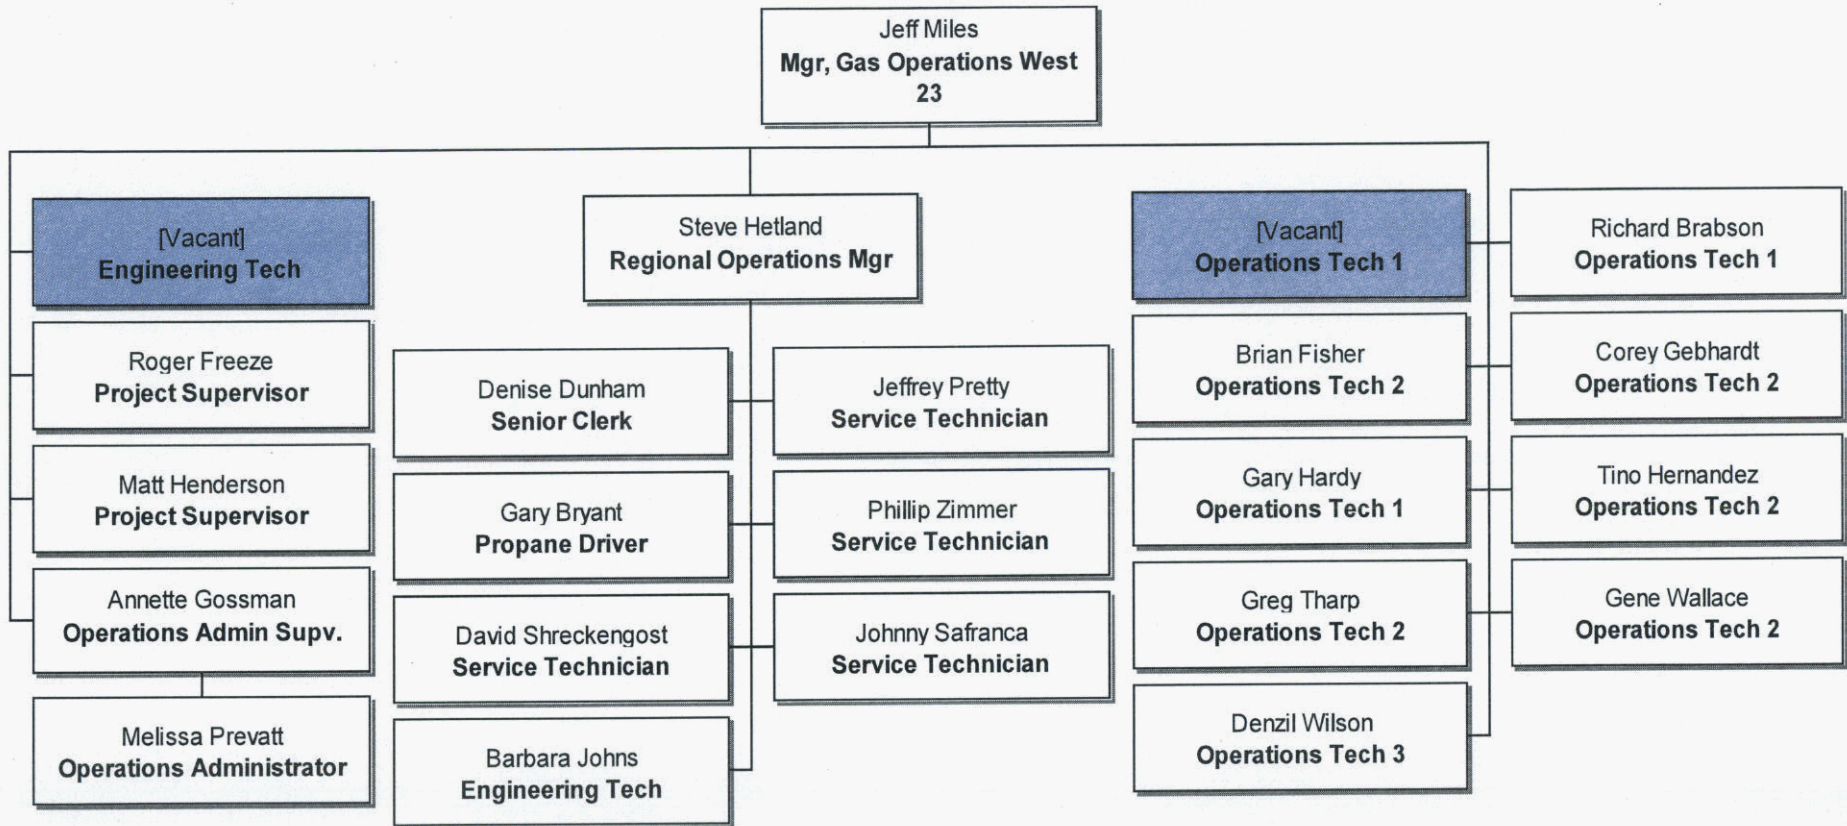 Jeff Miles
Mgr, Gas Operations West
23
[Vacant]
Engineering Tech
Roger Freeze
Project Supervisor
Matt Henderson
Project Supervisor
Annette Gossman
Operations Admin Supv.
Melissa Prevatt
Operations Administrator
Steve Hetland
Regional Operations Mgr
Denise Dunham
Senior Clerk
Jeffrey Pretty
Service Technician
Gary Bryant
Propane Driver
Phillip Zimmer
Service Technician
David Shreckengost
Service Technician
Johnny Safranca
Service Technician
Barbara Johns
Engineering Tech
[Vacant]
Operations Tech 1
Richard Brabson
Operations Tech 1
Brian Fisher
Operations Tech 2
Corey Gebhardt
Operations Tech 2
Gary Hardy
Operations Tech 1
Tino Hernandez
Operations Tech 2
Greg Tharp
Operations Tech 2
Gene Wallace
Operations Tech 2
Denzil Wilson
Operations Tech 3